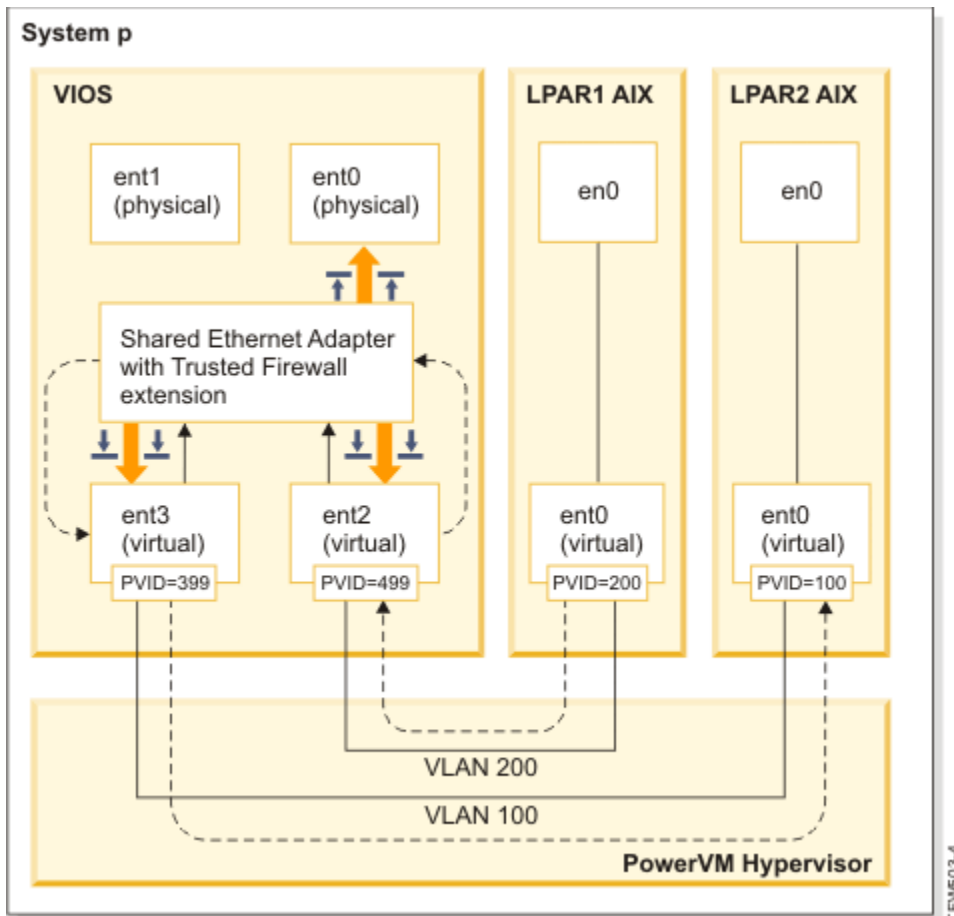 System p
VIOS
LPAR1 AIX
LPAR2 AIX
ent1
(physical)
ent0
(physical)
en0
en0
Shared Ethernet Adapter
with Trusted Firewall
extension
ent3
(virtual)
PVID=399
ent2
(virtual)
PVID=499
ent0
(virtual)
PVID=200
ent0
(virtual)
PVID=100
VLAN 200
VLAN 100
PowerVM Hypervisor